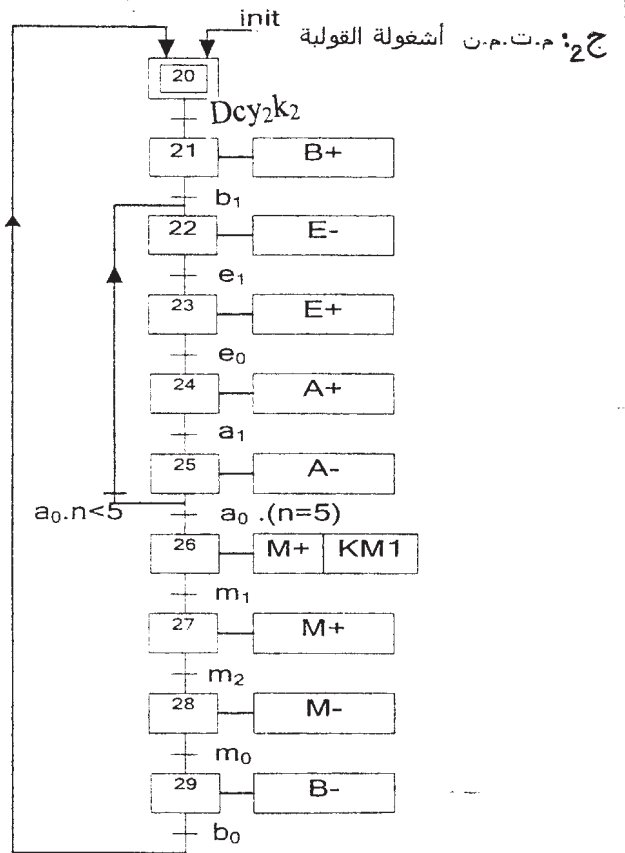 init
ج2: م.ت.م.ن أشغولة القولبة
20
Dcy₂k₂
21 B+
b₁
22 E-
e₁
23 E+
e₀
24 A+
a₁
25 A-
a₀.n<5 a₀ .(n=5)
26 M+ KM1
m₁
27 M+
m₂
28 M-
m₀
29 B-
b₀